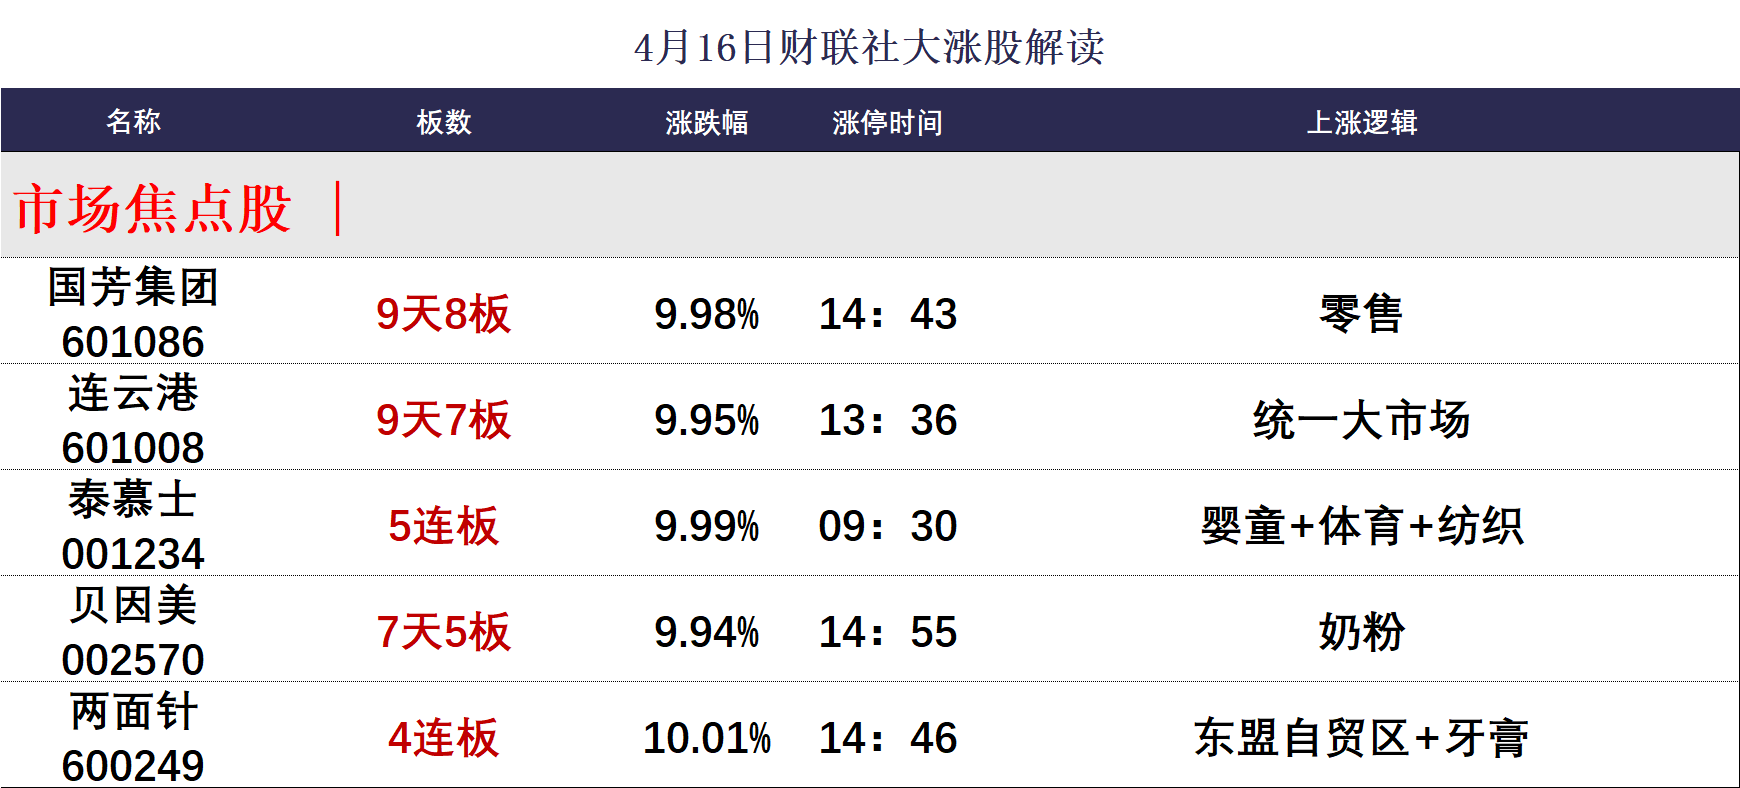 4月16日财联社大涨股解读
名称 板数 涨跌幅 涨停时间 上涨逻辑
市场焦点股 ｜
国芳集团
601086 9天8板 9.98% 14：43 零售
连云港
601008 9天7板 9.95% 13：36 统一大市场
泰慕士
001234 5连板 9.99% 09：30 婴童+体育+纺织
贝因美
002570 7天5板 9.94% 14：55 奶粉
两面针
600249 4连板 10.01% 14：46 东盟自贸区+牙膏